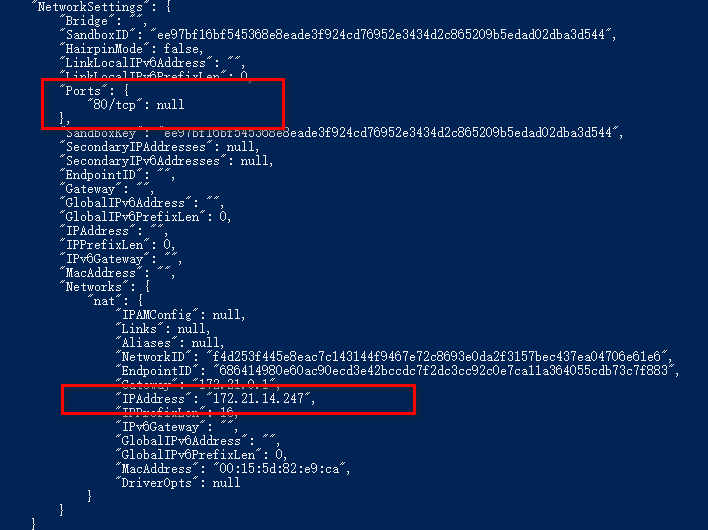 "NetworkSettings": {
"Bridge": "",
"SandboxID": "ee97bf16bf545368e8eade3f924cd76952e3434d2c865209b5edad02dba3d544",
"HairpinMode": false,
"LinkLocalIPv6Address": "",
"LinkLocalIPv6PrefixLen": 0,
"Ports": {
"80/tcp": null
},
"SandboxKey": "ee97bf16bf545368e8eade3f924cd76952e3434d2c865209b5edad02dba3d544",
"SecondaryIPAddresses": null,
"SecondaryIPv6Addresses": null,
"EndpointID": "",
"Gateway": "",
"GlobalIPv6Address": "",
"GlobalIPv6PrefixLen": 0,
"IPAddress": "",
"IPPrefixLen": 0,
"IPv6Gateway": "",
"MacAddress": "",
"Networks": {
"nat": {
"IPAMConfig": null,
"Links": null,
"Aliases": null,
"NetworkID": "f4d253f445e8eac7c143144f9467e72c8693e0da2f3157bec437ea04706e61e6",
"EndpointID": "686414980e60ac90ecd3e42bccdc7f2dc3cc92c0e7ca11a364055cdb73c7f883",
"Gateway": "172.21.0.1",
"IPAddress": "172.21.14.247",
"IPPrefixLen": 16,
"IPv6Gateway": "",
"GlobalIPv6Address": "",
"GlobalIPv6PrefixLen": 0,
"MacAddress": "00:15:5d:82:e9:ca",
"DriverOpts": null
}
}
}